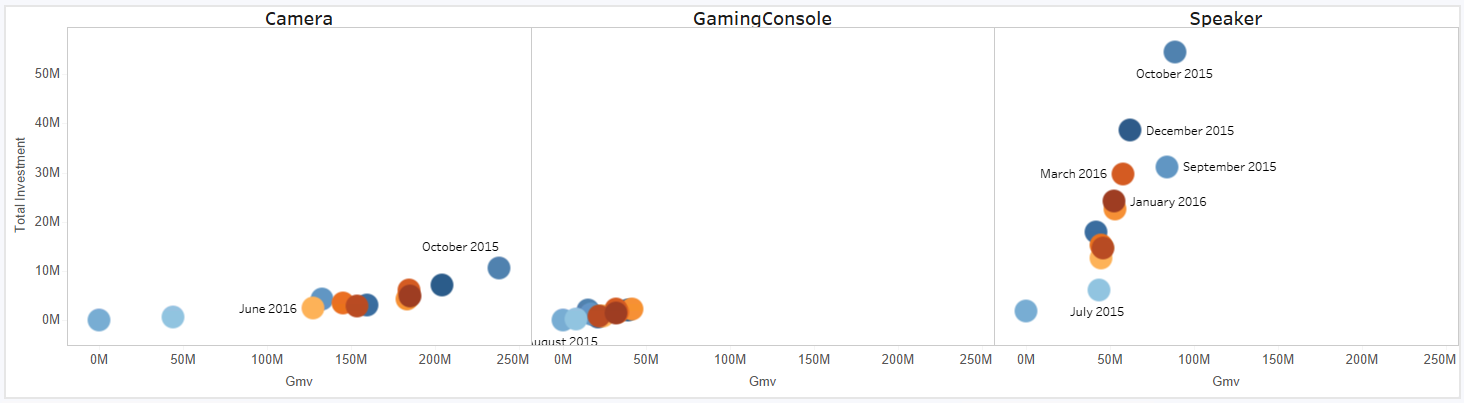 Camera
GamingConsole
Speaker
Total Investment
50M
40M
30M
20M
10M
0M
October 2015
June 2016
2015
October 2015
December 2015
September 2015
March 2016
January 2016
July 2015
0M 50M 100M 150M 200M 250M
0M 50M 100M 150M 200M 250M
0M 50M 100M 150M 200M 250M
Gmv
Gmv
Gmv